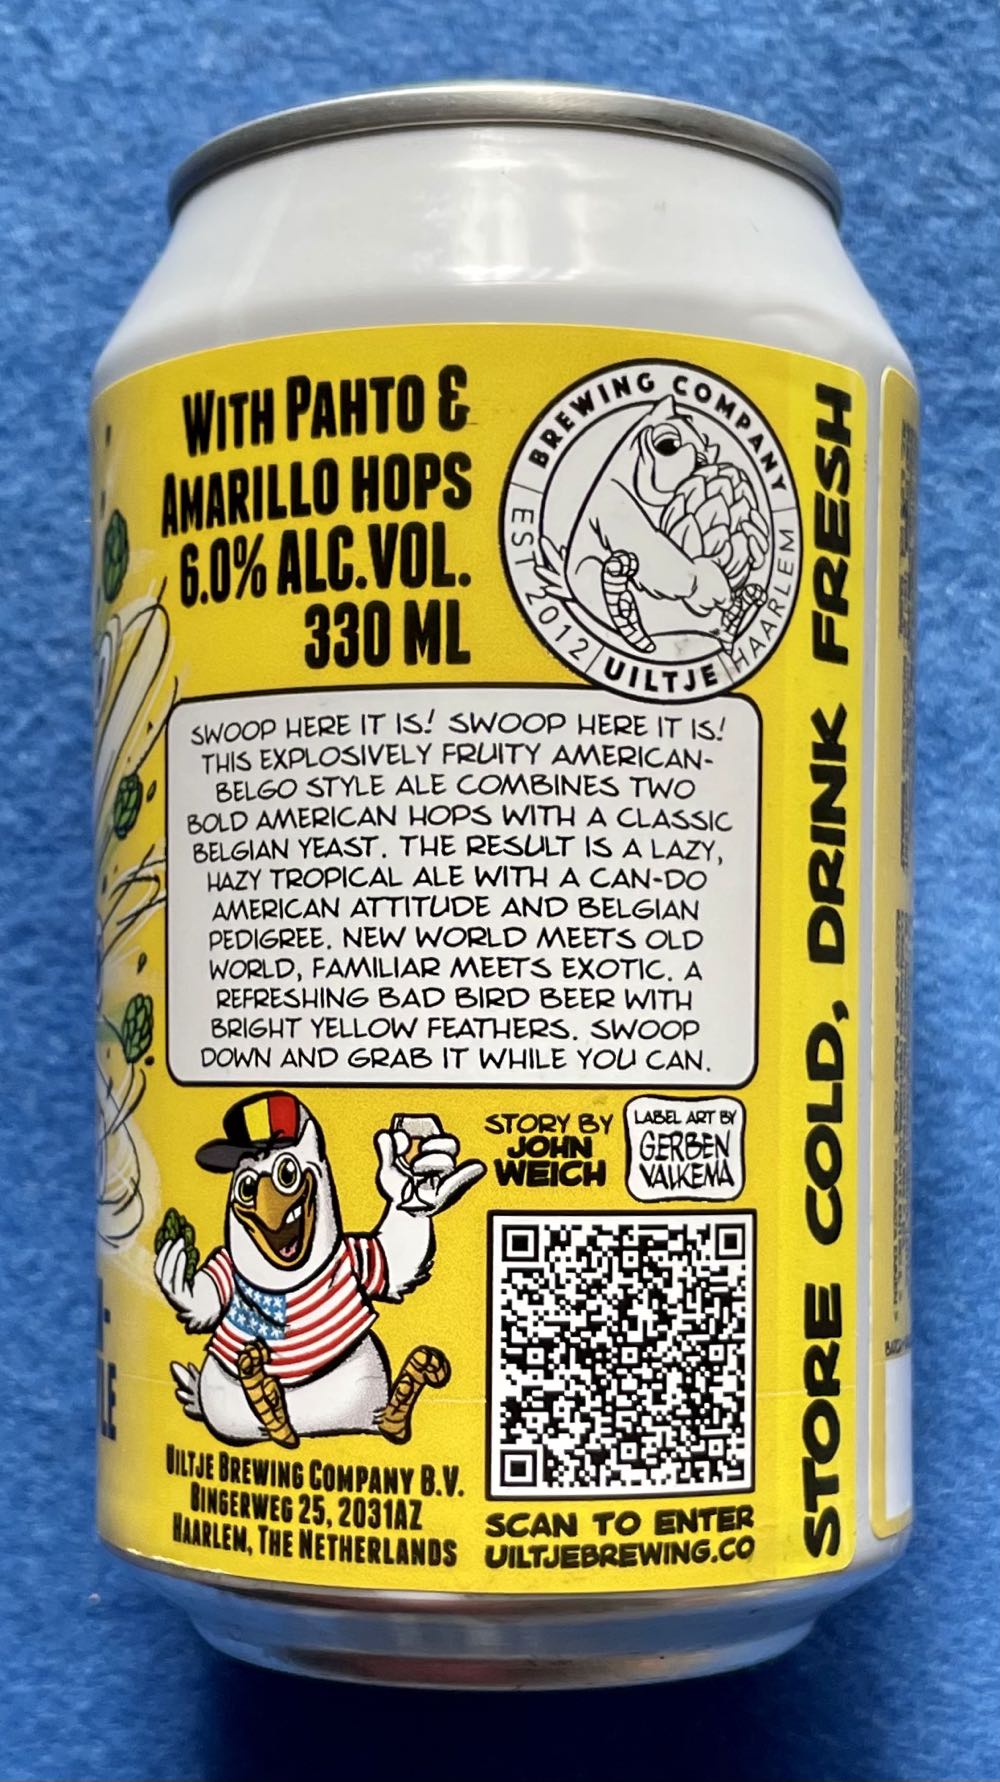 WITH PAHTO &
AMARILLO HOPS
6.0% ALC.VOL.
330 ML
BREWING COMPANY
EST 2012
UILTJE
HAARLEM
SWOOP HERE IT IS! SWOOP HERE IT IS!
THIS EXPLOSIVELY FRUITY AMERICAN-
BELGO STYLE ALE COMBINES TWO
BOLD AMERICAN HOPS WITH A CLASSIC
BELGIAN YEAST. THE RESULT IS A LAZY,
HAZY TROPICAL ALE WITH A CAN-DO
AMERICAN ATTITUDE AND BELGIAN
PEDIGREE. NEW WORLD MEETS OLD
WORLD, FAMILIAR MEETS EXOTIC. A
REFRESHING BAD BIRD BEER WITH
BRIGHT YELLOW FEATHERS. SWOOP
DOWN AND GRAB IT WHILE YOU CAN.
STORY BY
JOHN
WEICH
LABEL ART BY
GERBEN
VALKEMA
UILTJE BREWING COMPANY B.V.
BINGERWEG 25, 2031AZ
HAARLEM, THE NETHERLANDS
SCAN TO ENTER
UILTJEBREWING.CO
STORE COLD, DRINK FRESH